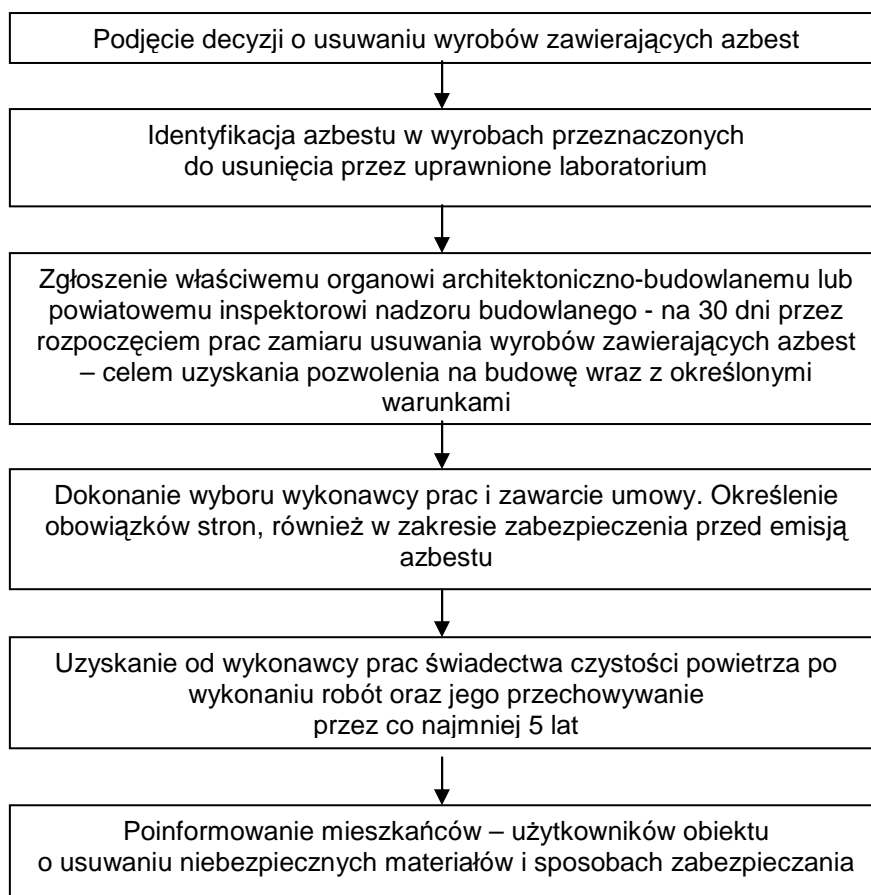 Podjęcie decyzji o usuwaniu wyrobów zawierających azbest
Identyfikacja azbestu w wyrobach przeznaczonych
do usunięcia przez uprawnione laboratorium
Zgłoszenie właściwemu organowi architektoniczno-budowlanemu lub
powiatowemu inspektorowi nadzoru budowlanego - na 30 dni przez
rozpoczęciem prac zamiaru usuwania wyrobów zawierających azbest
– celem uzyskania pozwolenia na budowę wraz z określonymi
warunkami
Dokonanie wyboru wykonawcy prac i zawarcie umowy. Określenie
obowiązków stron, również w zakresie zabezpieczenia przed emisją
azbestu
Uzyskanie od wykonawcy prac świadectwa czystości powietrza po
wykonaniu robót oraz jego przechowywanie
przez co najmniej 5 lat
Poinformowanie mieszkańców – użytkowników obiektu
o usuwaniu niebezpiecznych materiałów i sposobach zabezpieczania